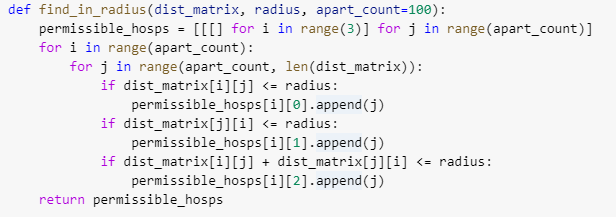 def find_in_radius(dist_matrix, radius, apart_count=100):
    permissible_hosps = [[[] for i in range(3)] for j in range(apart_count)]
    for i in range(apart_count):
        for j in range(apart_count, len(dist_matrix)):
            if dist_matrix[i][j] <= radius:
                permissible_hosps[i][0].append(j)
            if dist_matrix[j][i] <= radius:
                permissible_hosps[i][1].append(j)
            if dist_matrix[i][j] + dist_matrix[j][i] <= radius:
                permissible_hosps[i][2].append(j)
    return permissible_hosps